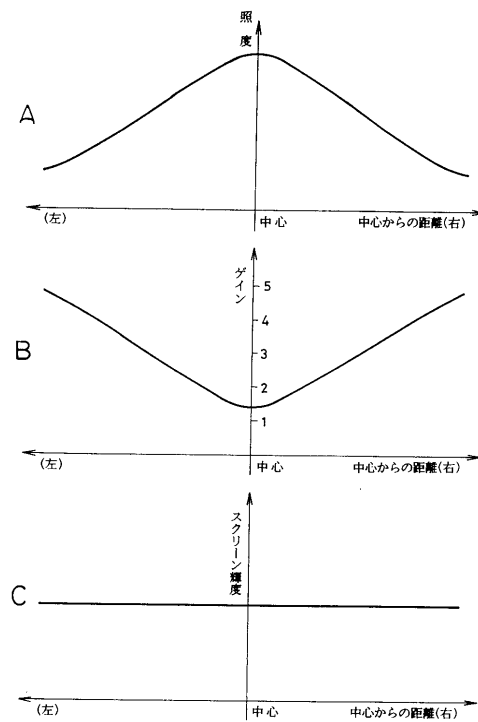 照度
A
(左)
中心
中心からの距離(右)
ゲイン
5
4
3
2
1
B
(左)
中心
中心からの距離(右)
スクリーン輝度
C
(左)
中心
中心からの距離(右)